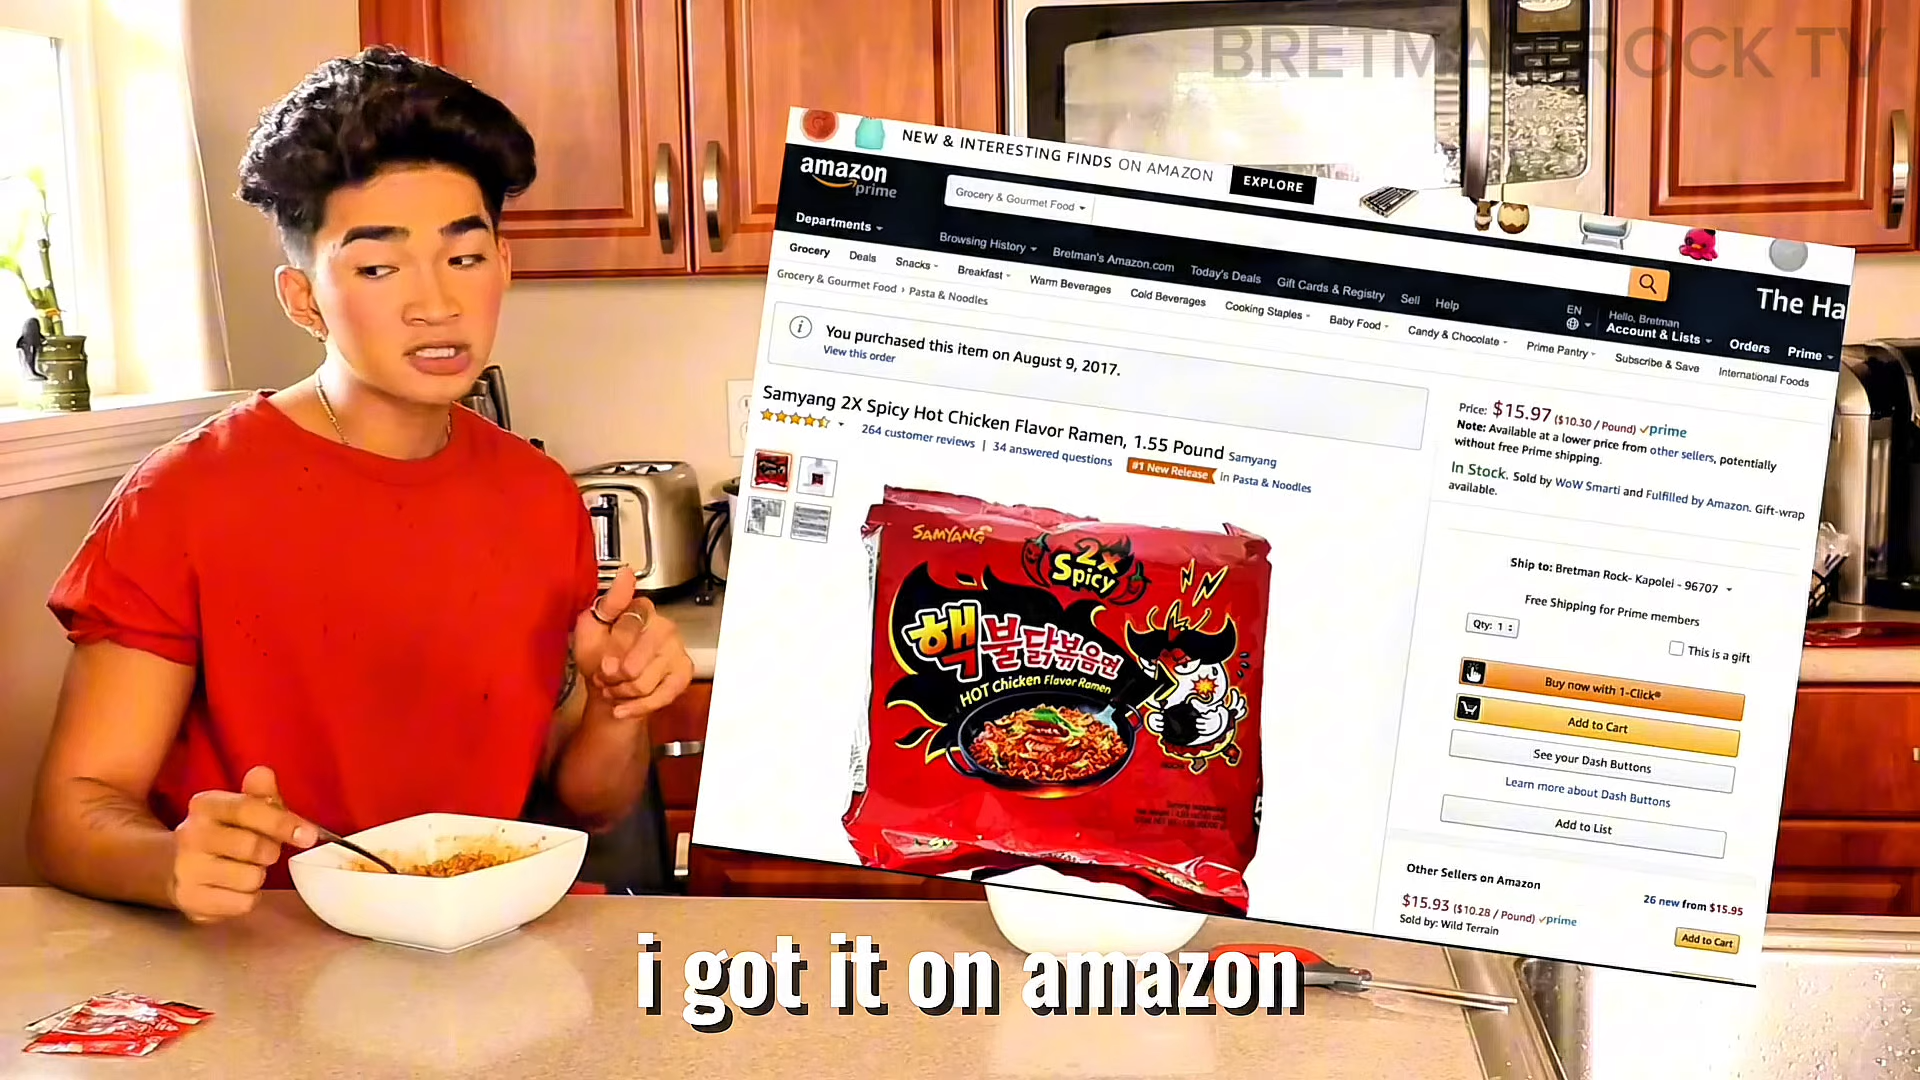 BRETMAN ROCK TV
NEW & INTERESTING FINDS ON AMAZON EXPLORE
amazon
prime
Grocery & Gourmet Food
The Ha
Departments
Browsing History Bretman's Amazon.com Today's Deals Gift Cards & Registry Sell Help
EN
Hello, Bretman
Account & Lists Orders Prime
Grocery Deals Snacks Breakfast Warm Beverages Cold Beverages Cooking Staples Baby Food Candy & Chocolate Prime Pantry Subscribe & Save International Foods
Grocery & Gourmet Food › Pasta & Noodles
You purchased this item on August 9, 2017.
View this order
Samyang 2X Spicy Hot Chicken Flavor Ramen, 1.55 Pound Samyang
264 customer reviews | 34 answered questions #1 New Release in Pasta & Noodles
SAMYANG
2X
Spicy
핵불닭볶음면
HOT Chicken Flavor Ramen
Price: $15.97 ($10.30 / Pound) prime
Note: Available at a lower price from other sellers, potentially
without free Prime shipping.
In Stock. Sold by WoW Smarti and Fulfilled by Amazon. Gift-wrap
available.
Ship to: Bretman Rock- Kapolei - 96707
Free Shipping for Prime members
Qty: 1
This is a gift
Buy now with 1-Click®
Add to Cart
See your Dash Buttons
Learn more about Dash Buttons
Add to List
Other Sellers on Amazon
26 new from $15.95
$15.93 ($10.28 / Pound) prime
Sold by: Wild Terrain
Add to Cart
i got it on amazon